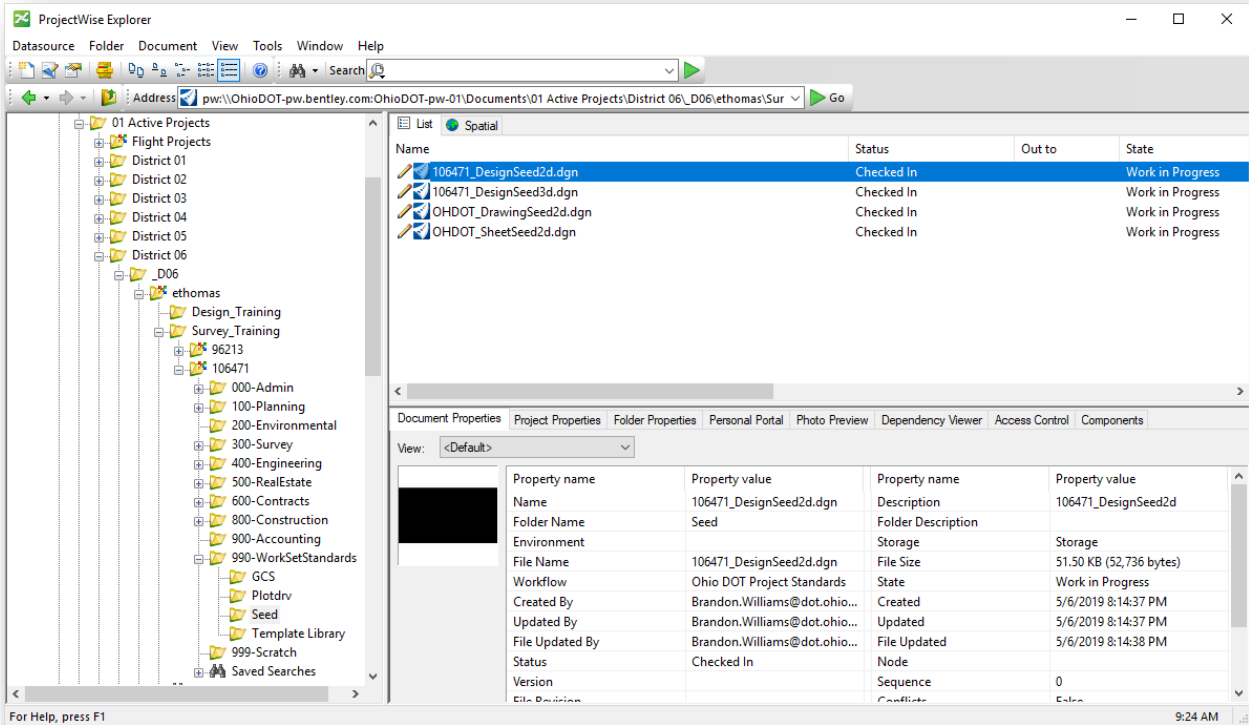 ProjectWise Explorer
Datasource Folder Document View Tools Window Help
Search
Address pw:\\OhioDOT-pw.bentley.com:OhioDOT-pw-01\Documents\01 Active Projects\District 06\_D06\ethomas\Sur Go
01 Active Projects
Flight Projects
District 01
District 02
District 03
District 04
District 05
District 06
_D06
ethomas
Design_Training
Survey_Training
96213
106471
000-Admin
100-Planning
200-Environmental
300-Survey
400-Engineering
500-RealEstate
600-Contracts
800-Construction
900-Accounting
990-WorkSetStandards
GCS
Plotdrv
Seed
Template Library
999-Scratch
Saved Searches
List Spatial
Name Status Out to State
106471_DesignSeed2d.dgn Checked In Work in Progress
106471_DesignSeed3d.dgn Checked In Work in Progress
OHDOT_DrawingSeed2d.dgn Checked In Work in Progress
OHDOT_SheetSeed2d.dgn Checked In Work in Progress
Document Properties Project Properties Folder Properties Personal Portal Photo Preview Dependency Viewer Access Control Components
View: <Default>
Property name Property value Property name Property value
Name 106471_DesignSeed2d.dgn Description 106471_DesignSeed2d
Folder Name Seed Folder Description
Environment Storage Storage
File Name 106471_DesignSeed2d.dgn File Size 51.50 KB (52,736 bytes)
Workflow Ohio DOT Project Standards State Work in Progress
Created By Brandon.Williams@dot.ohio... Created 5/6/2019 8:14:37 PM
Updated By Brandon.Williams@dot.ohio... Updated 5/6/2019 8:14:37 PM
File Updated By Brandon.Williams@dot.ohio... File Updated 5/6/2019 8:14:38 PM
Status Checked In Node
Version Sequence 0
File Revision Conflicts False
For Help, press F1 9:24 AM